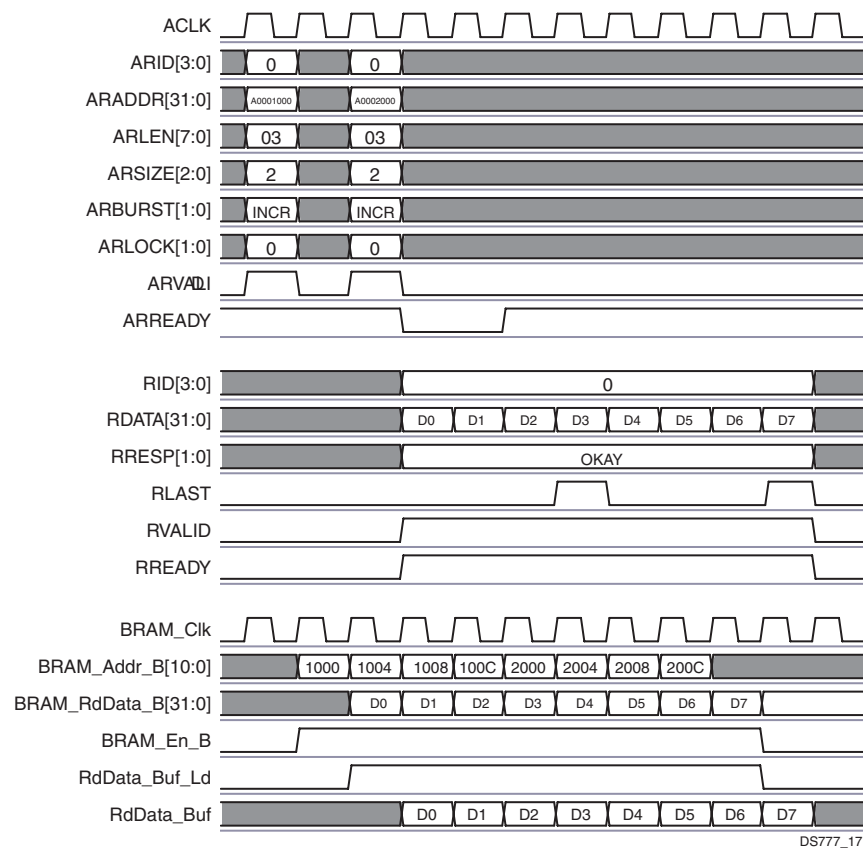 ACLK
ARID[3:0] 0 0
ARADDR[31:0] A0001000 A0002000
ARLEN[7:0] 03 03
ARSIZE[2:0] 2 2
ARBURST[1:0] INCR INCR
ARLOCK[1:0] 0 0
ARVALDI
ARREADY
RID[3:0] 0
RDATA[31:0] D0 D1 D2 D3 D4 D5 D6 D7
RRESP[1:0] OKAY
RLAST
RVALID
RREADY
BRAM_Clk
BRAM_Addr_B[10:0] 1000 1004 1008 100C 2000 2004 2008 200C
BRAM_RdData_B[31:0] D0 D1 D2 D3 D4 D5 D6 D7
BRAM_En_B
RdData_Buf_Ld
RdData_Buf D0 D1 D2 D3 D4 D5 D6 D7
DS777_17